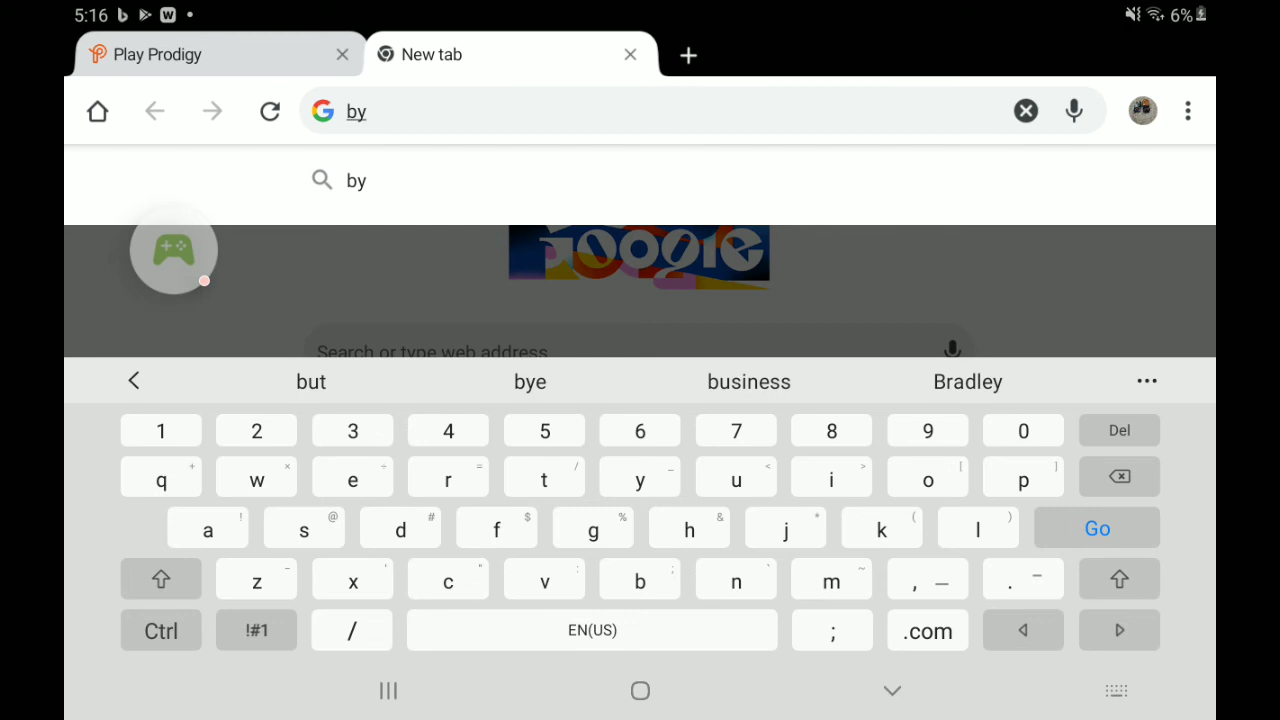 5:16 6%
Play Prodigy New tab
by
by
Google
Search or type web address
but bye business Bradley
1 2 3 4 5 6 7 8 9 0 Del
q + w × e ÷ r = t / y _ u < i > o [ p ]
a ! s @ d # f $ g % h & j * k ( l ) Go
z - x ' c " v : b ; n ` m ~ , _ . ¯
Ctrl !#1 / EN(US) ; .com